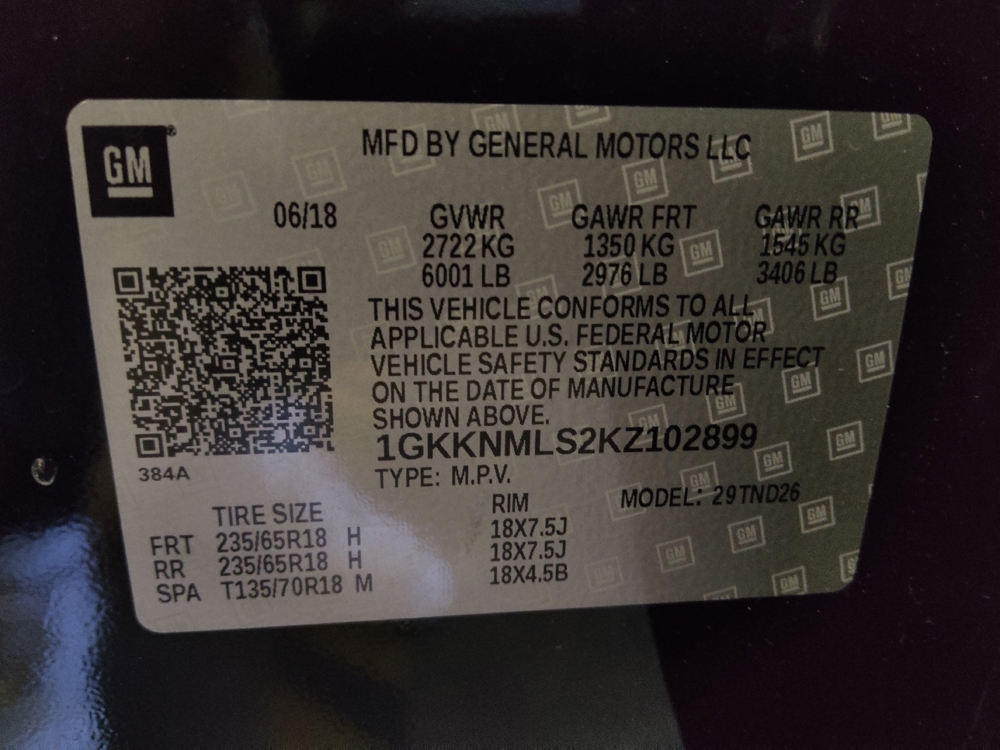 GM
MFD BY GENERAL MOTORS LLC
06/18 GVWR GAWR FRT GAWR RR
2722 KG 1350 KG 1545 KG
6001 LB 2976 LB 3406 LB
THIS VEHICLE CONFORMS TO ALL
APPLICABLE U.S. FEDERAL MOTOR
VEHICLE SAFETY STANDARDS IN EFFECT
ON THE DATE OF MANUFACTURE
SHOWN ABOVE.
1GKKNMLS2KZ102899
384A
TYPE: M.P.V.
MODEL: 29TND26
TIRE SIZE RIM
FRT 235/65R18 H 18X7.5J
RR 235/65R18 H 18X7.5J
SPA T135/70R18 M 18X4.5B